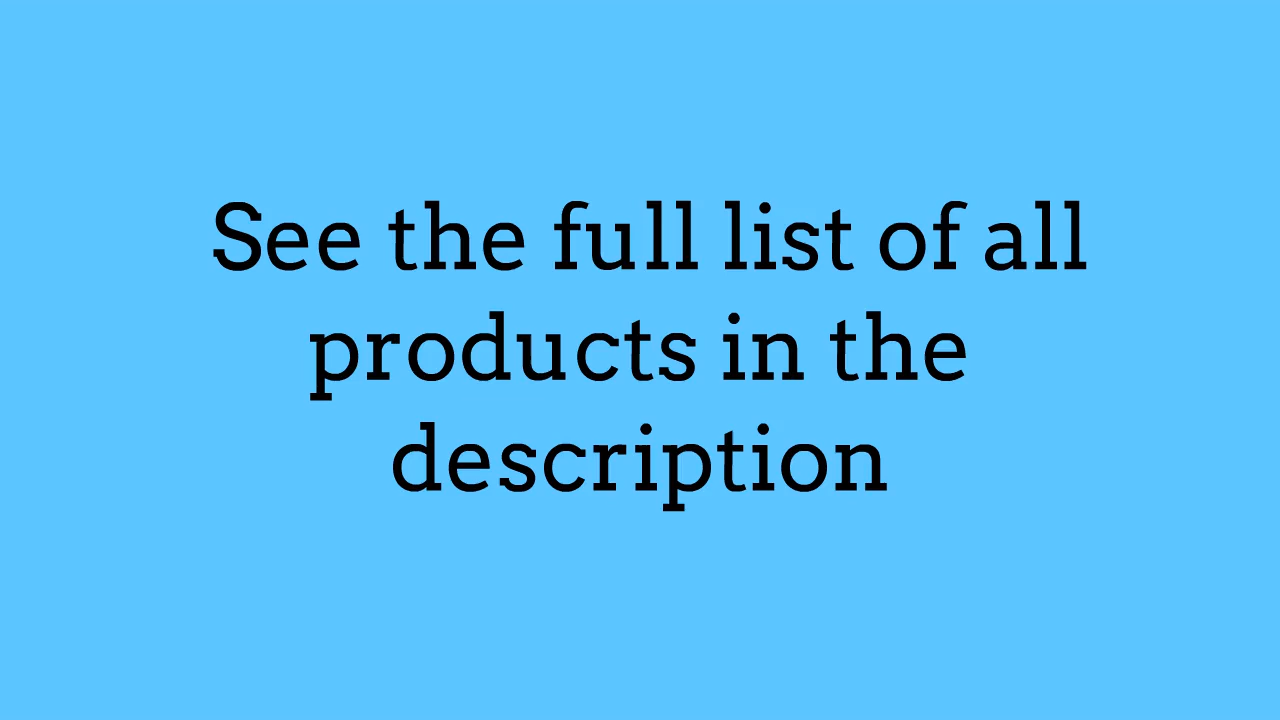 See the full list of all
products in the
description